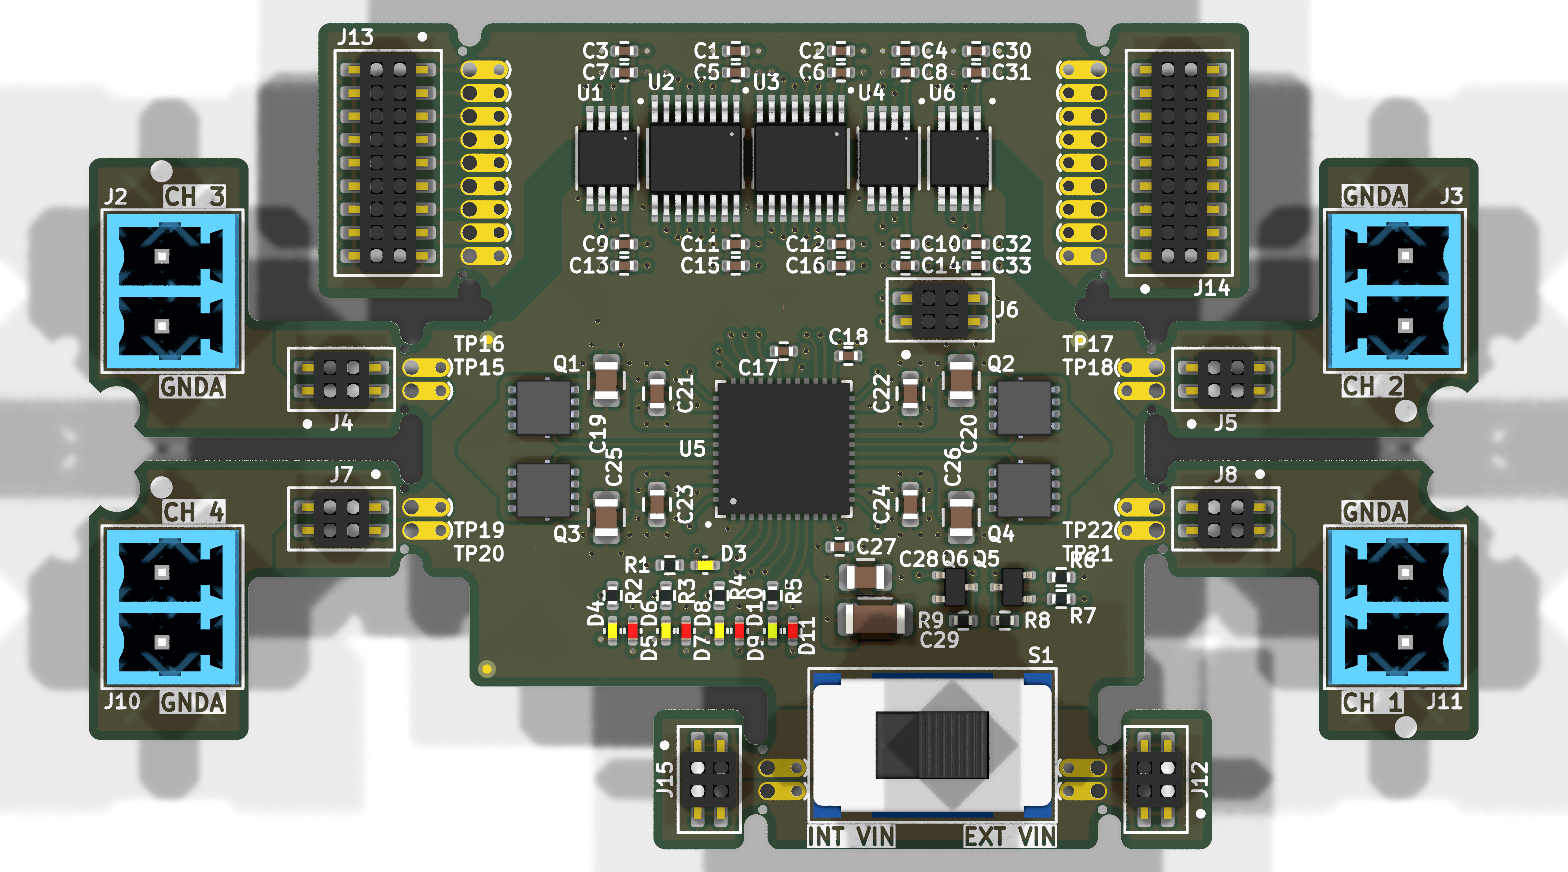 J13
C3 C1 C2 C4 C30
C7 C5 C6 C8 C31
U1 U2 U3 U4 U6
J2 CH 3
GNDA J3
C9 C11 C12 C10 C32
C13 C15 C16 C14 C33
J14
J6
TP16 C18 TP17
TP15 Q1 C17 Q2 TP18
GNDA CH 2
C21 C22
J4 C19 C20 J5
U5
J7 C25 C26 J8
C23 C24
CH 4 GNDA
TP19 Q3 Q4 TP22
TP20 D3 C27 C28 Q6 Q5 TP21
R1 R6
R2 R3 R4 R5
D4 D6 D8 D10 R9 R8 R7
D5 D7 D9 D11 C29
S1
J10 GNDA CH 1 J11
J15 J12
INT VIN EXT VIN